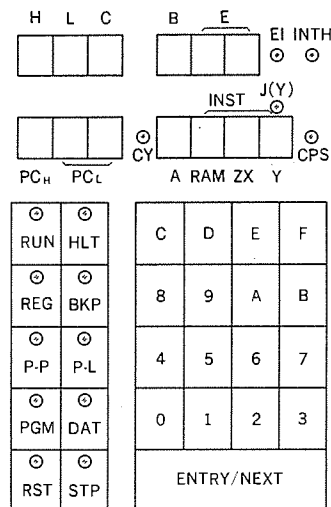 H L C B E
EI INTH
J(Y)
INST
CY CPS
PCH PCL A RAM ZX Y
RUN HLT C D E F
REG BKP 8 9 A B
P-P P-L 4 5 6 7
PGM DAT 0 1 2 3
RST STP ENTRY/NEXT